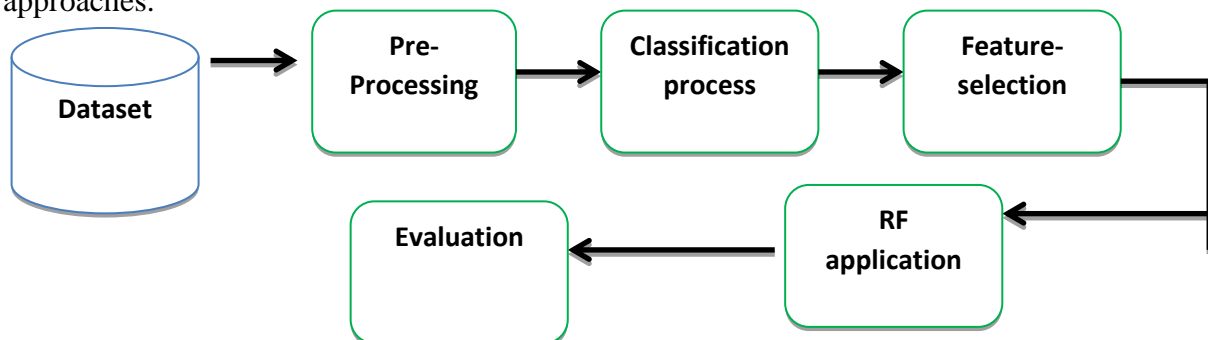 approaches.
Dataset
Pre-
Processing
Classification
process
Feature-
selection
RF
application
Evaluation